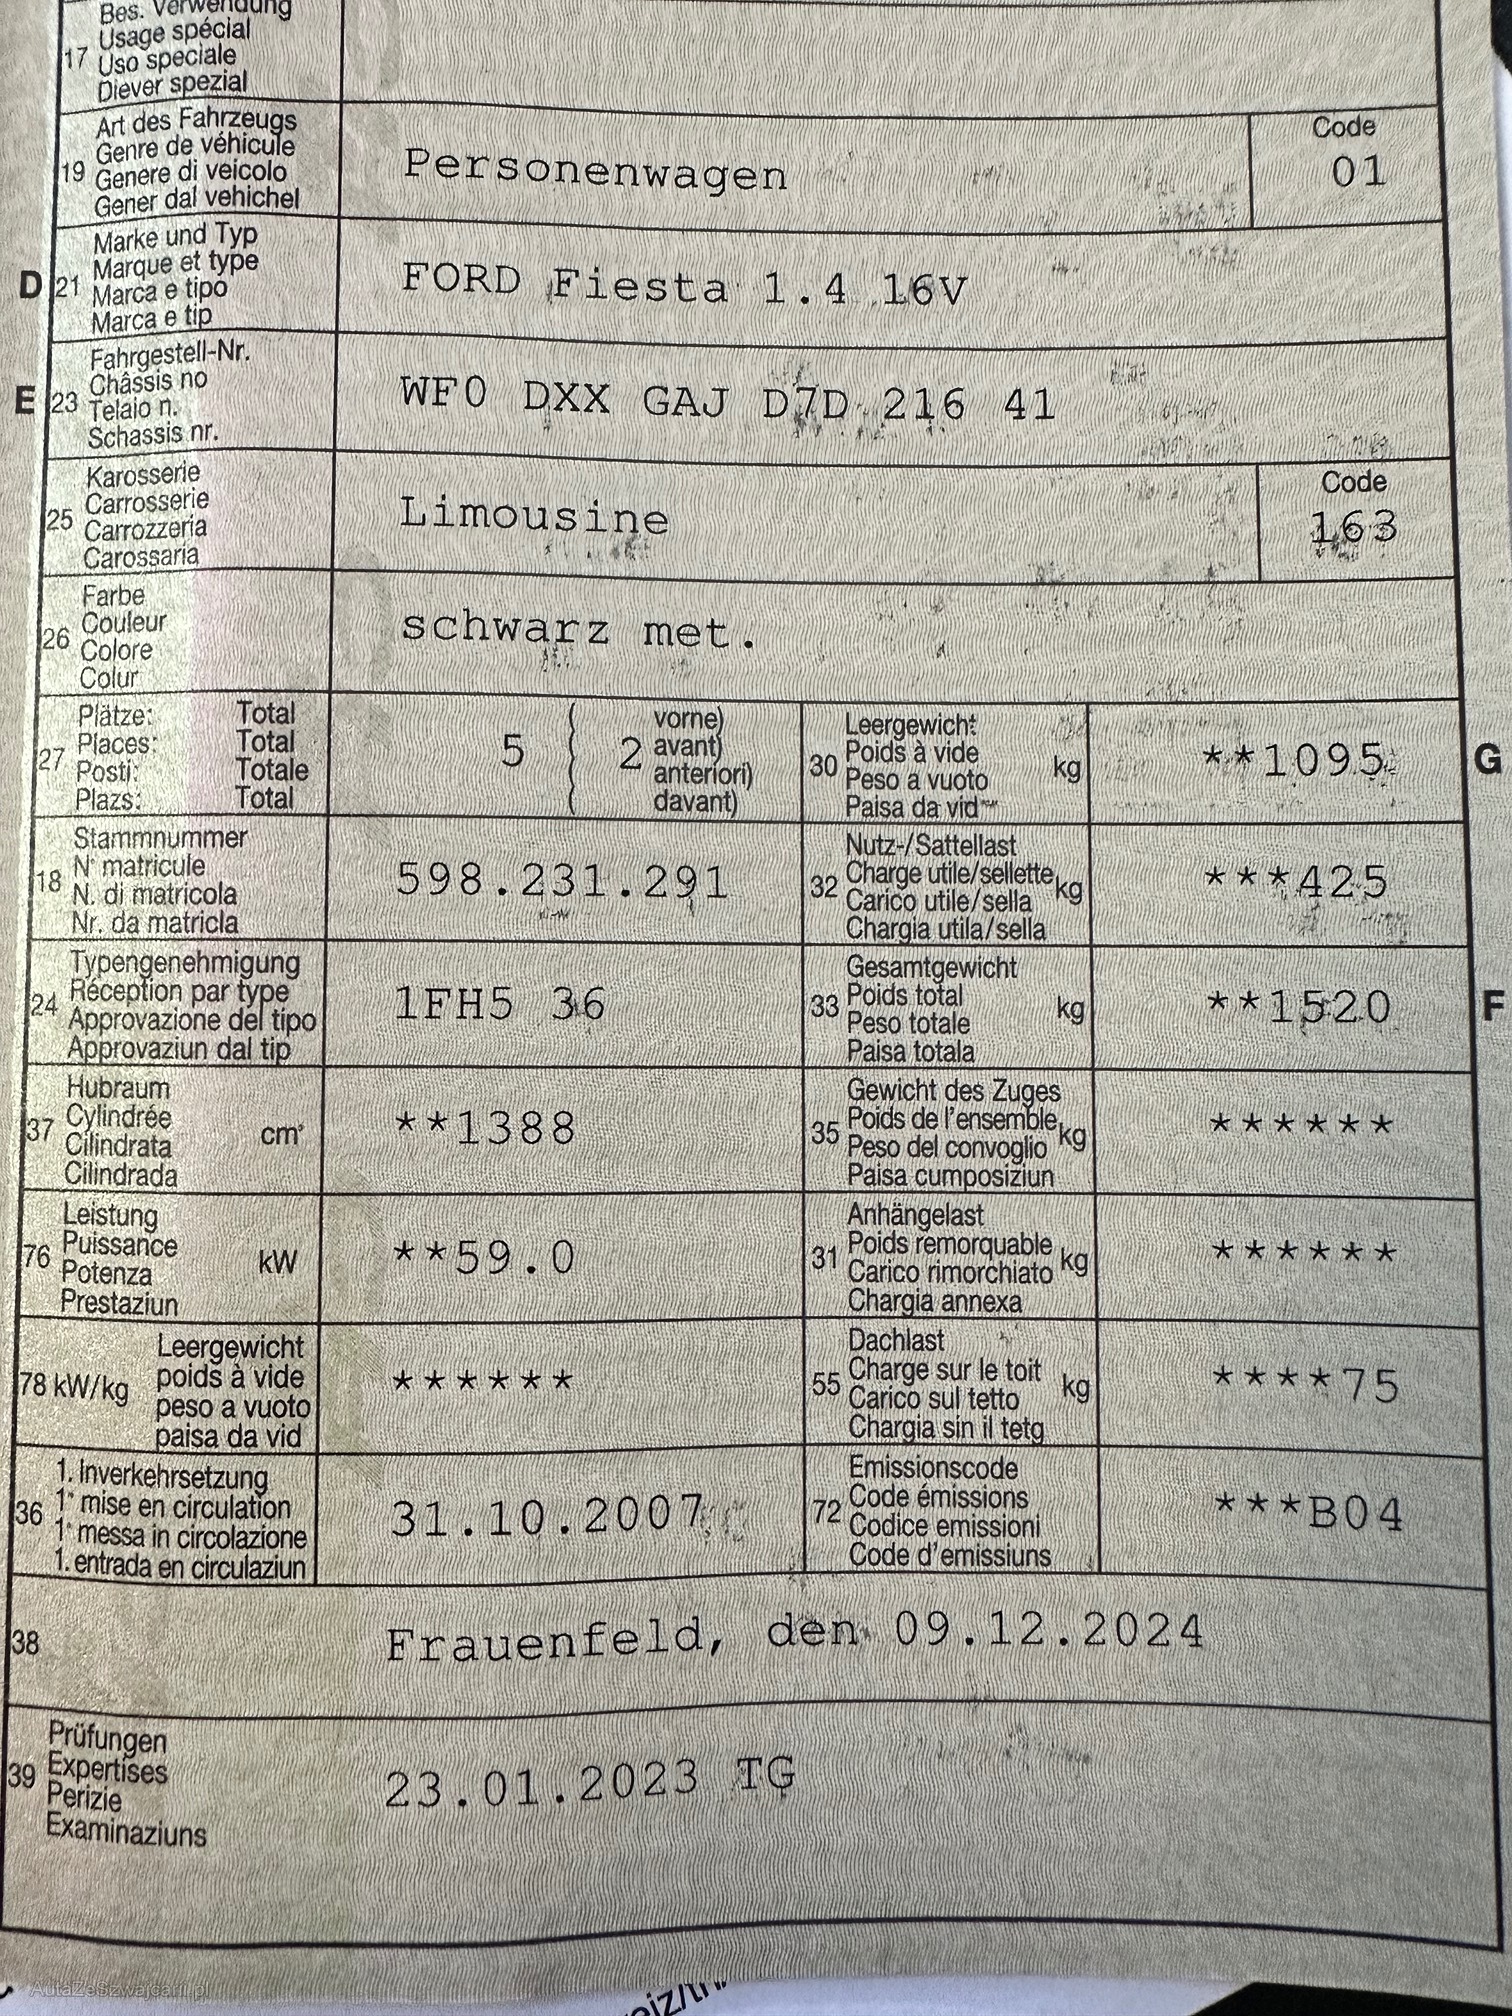 Bes. Verwendung
17 Usage spécial
Uso speciale
Diever spezial
Art des Fahrzeugs
19 Genre de véhicule
Genere di veicolo
Gener dal vehichel
Personenwagen
Code
01
D 21 Marke und Typ
Marque et type
Marca e tipo
Marca e tip
FORD Fiesta 1.4 16V
E 23 Fahrgestell-Nr.
Châssis no
Telaio n.
Schassis nr.
WF0 DXX GAJ D7D 216 41
25 Karosserie
Carrosserie
Carrozzeria
Carossaria
Limousine
Code
163
26 Farbe
Couleur
Colore
Colur
schwarz met.
27 Plätze: Total
Places: Total
Posti: Totale
Plazs: Total
5 { 2 vorne)
avant)
anteriori)
davant)
30 Leergewicht
Poids à vide kg
Peso a vuoto
Paisa da vid
**1095
G
18 Stammnummer
N° matricule
N. di matricola
Nr. da matricla
598.231.291
32 Nutz-/Sattellast
Charge utile/sellette kg
Carico utile/sella
Chargia utila/sella
***425
24 Typengenehmigung
Réception par type
Approvazione del tipo
Approvaziun dal tip
1FH5 36
33 Gesamtgewicht
Poids total kg
Peso totale
Paisa totala
**1520
F
37 Hubraum
Cylindrée cm³
Cilindrata
Cilindrada
**1388
35 Gewicht des Zuges
Poids de l'ensemble kg
Peso del convoglio
Paisa cumposiziun
******
76 Leistung
Puissance kW
Potenza
Prestaziun
**59.0
31 Anhängelast
Poids remorquable kg
Carico rimorchiato
Chargia annexa
******
78 kW/kg Leergewicht
poids à vide
peso a vuoto
paisa da vid
******
55 Dachlast
Charge sur le toit kg
Carico sul tetto
Chargia sin il tetg
****75
36 1. Inverkehrsetzung
1° mise en circulation
1° messa in circolazione
1. entrada en circulaziun
31.10.2007
72 Emissionscode
Code émissions
Codice emissioni
Code d'emissiuns
***B04
38
Frauenfeld, den 09.12.2024
39 Prüfungen
Expertises
Perizie
Examinaziuns
23.01.2023 TG
AutaZeSzwajcarii.pl